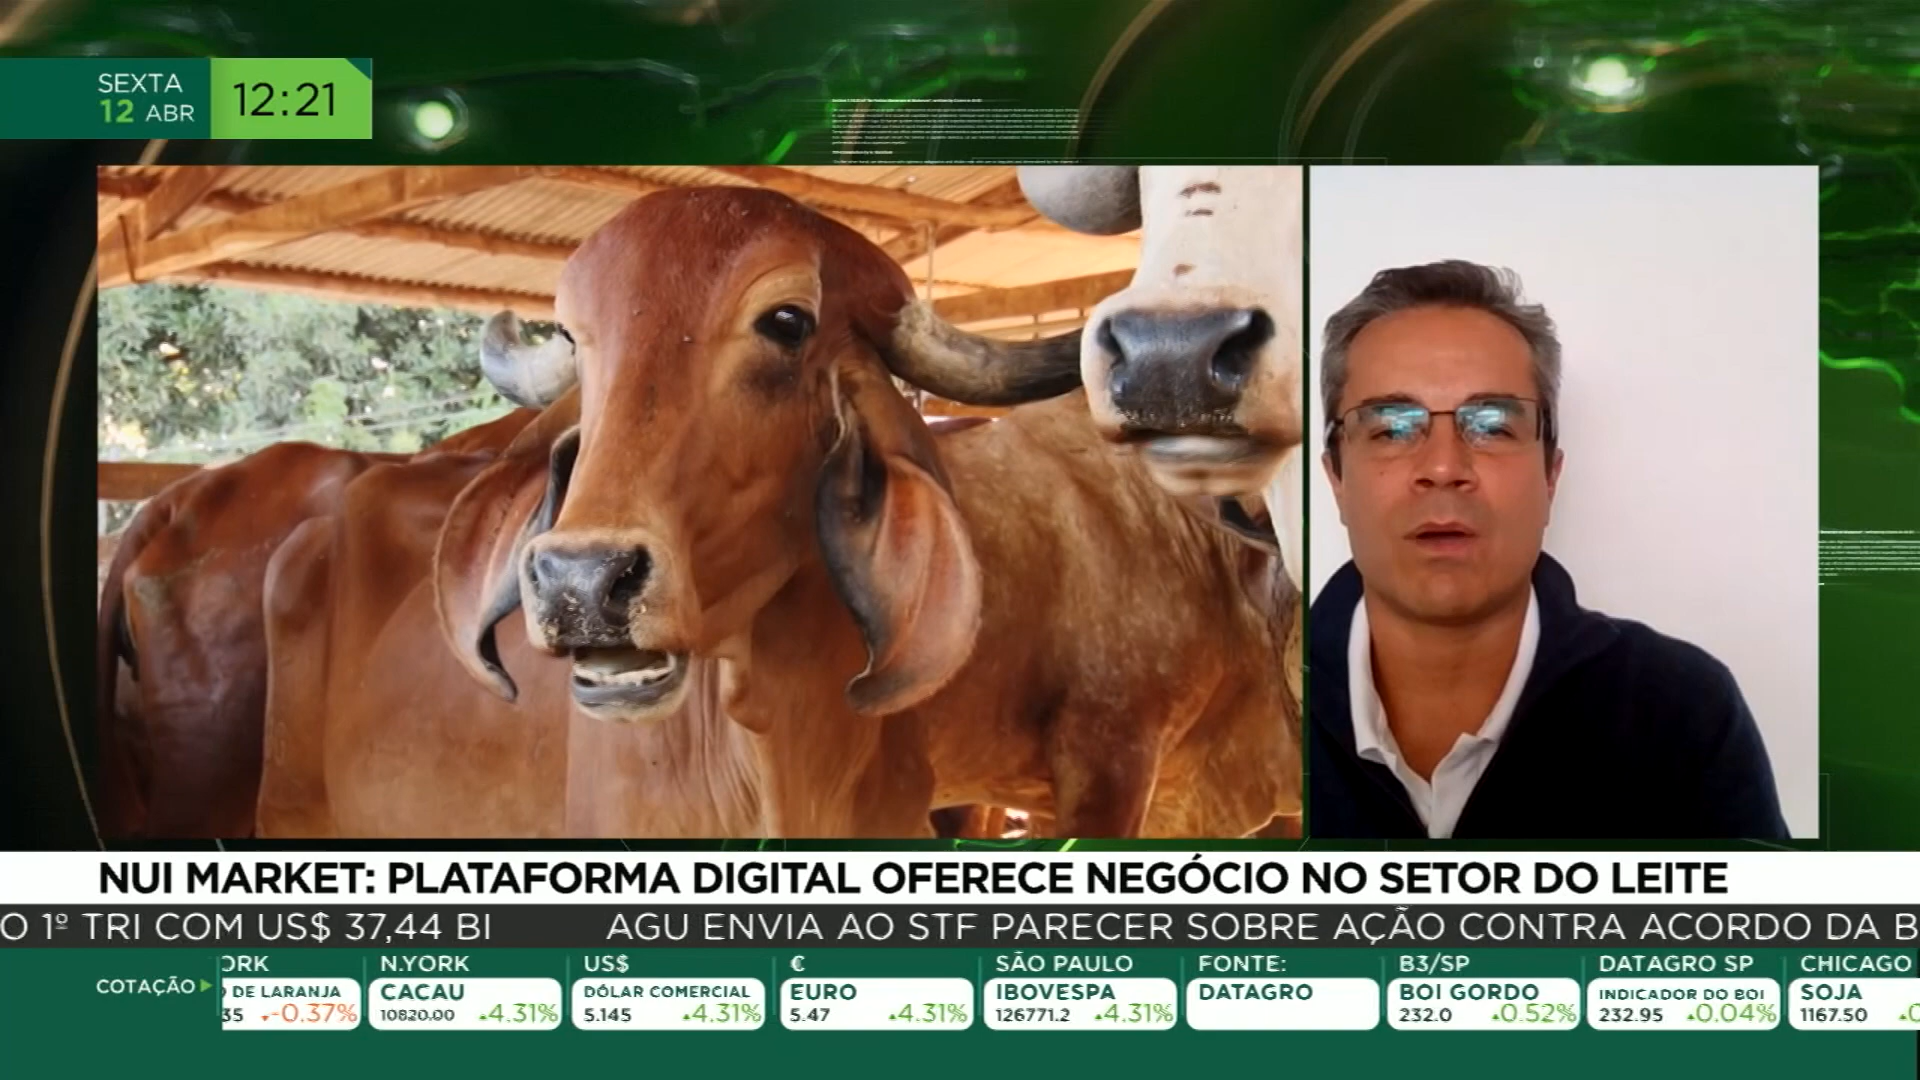 SEXTA
12 ABR
12:21
NUI MARKET: PLATAFORMA DIGITAL OFERECE NEGÓCIO NO SETOR DO LEITE
O 1º TRI COM US$ 37,44 BI AGU ENVIA AO STF PARECER SOBRE AÇÃO CONTRA ACORDO DA B
COTAÇÃO
ORK
DE LARANJA
35 -0.37%
N.YORK
CACAU
10820.00 4.31%
US$
DÓLAR COMERCIAL
5.145 4.31%
€
EURO
5.47 4.31%
SÃO PAULO
IBOVESPA
126771.2 4.31%
FONTE:
DATAGRO
B3/SP
BOI GORDO
232.0 0.52%
DATAGRO SP
INDICADOR DO BOI
232.95 0.04%
CHICAGO
SOJA
1167.50